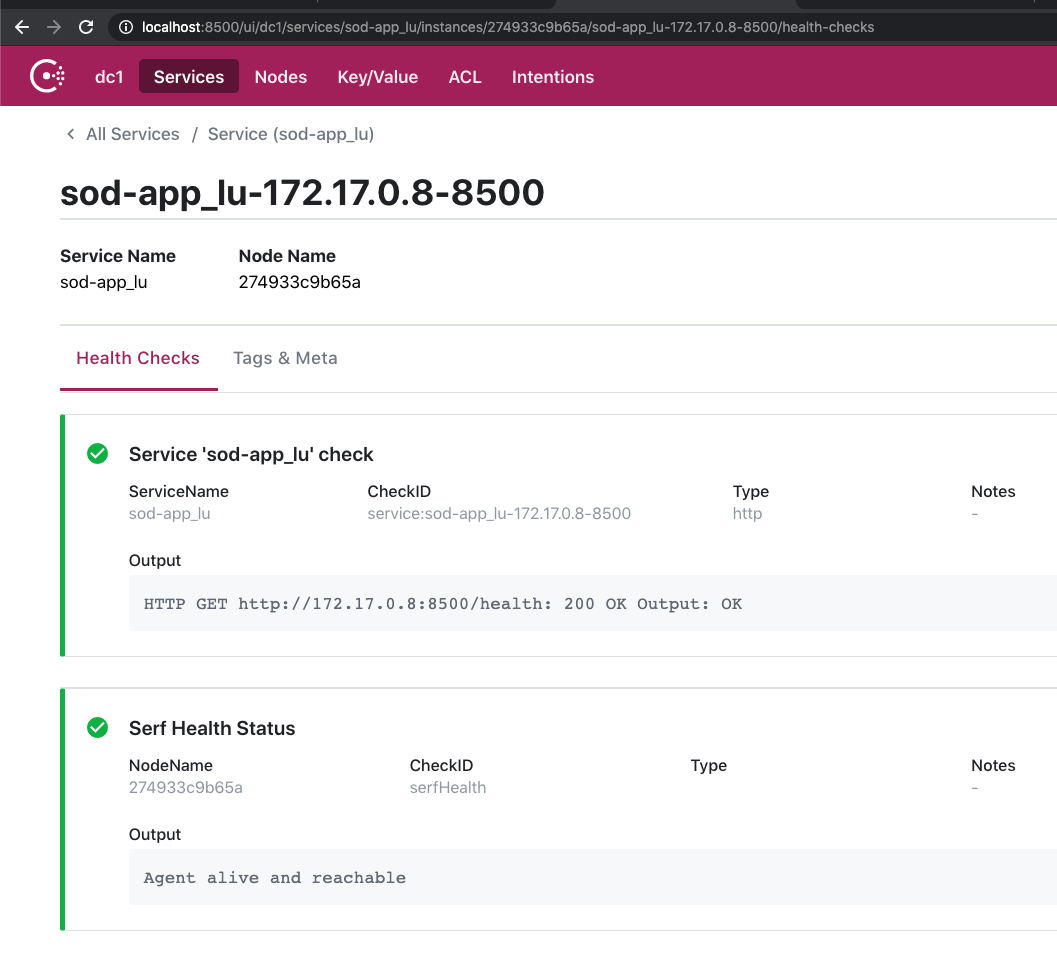 localhost:8500/ui/dc1/services/sod-app_lu/instances/274933c9b65a/sod-app_lu-172.17.0.8-8500/health-checks
dc1 Services Nodes Key/Value ACL Intentions
All Services / Service (sod-app_lu)
sod-app_lu-172.17.0.8-8500
Service Name Node Name
sod-app_lu 274933c9b65a
Health Checks Tags & Meta
Service 'sod-app_lu' check
ServiceName CheckID Type Notes
sod-app_lu service:sod-app_lu-172.17.0.8-8500 http -
Output
HTTP GET http://172.17.0.8:8500/health: 200 OK Output: OK
Serf Health Status
NodeName CheckID Type Notes
274933c9b65a serfHealth -
Output
Agent alive and reachable